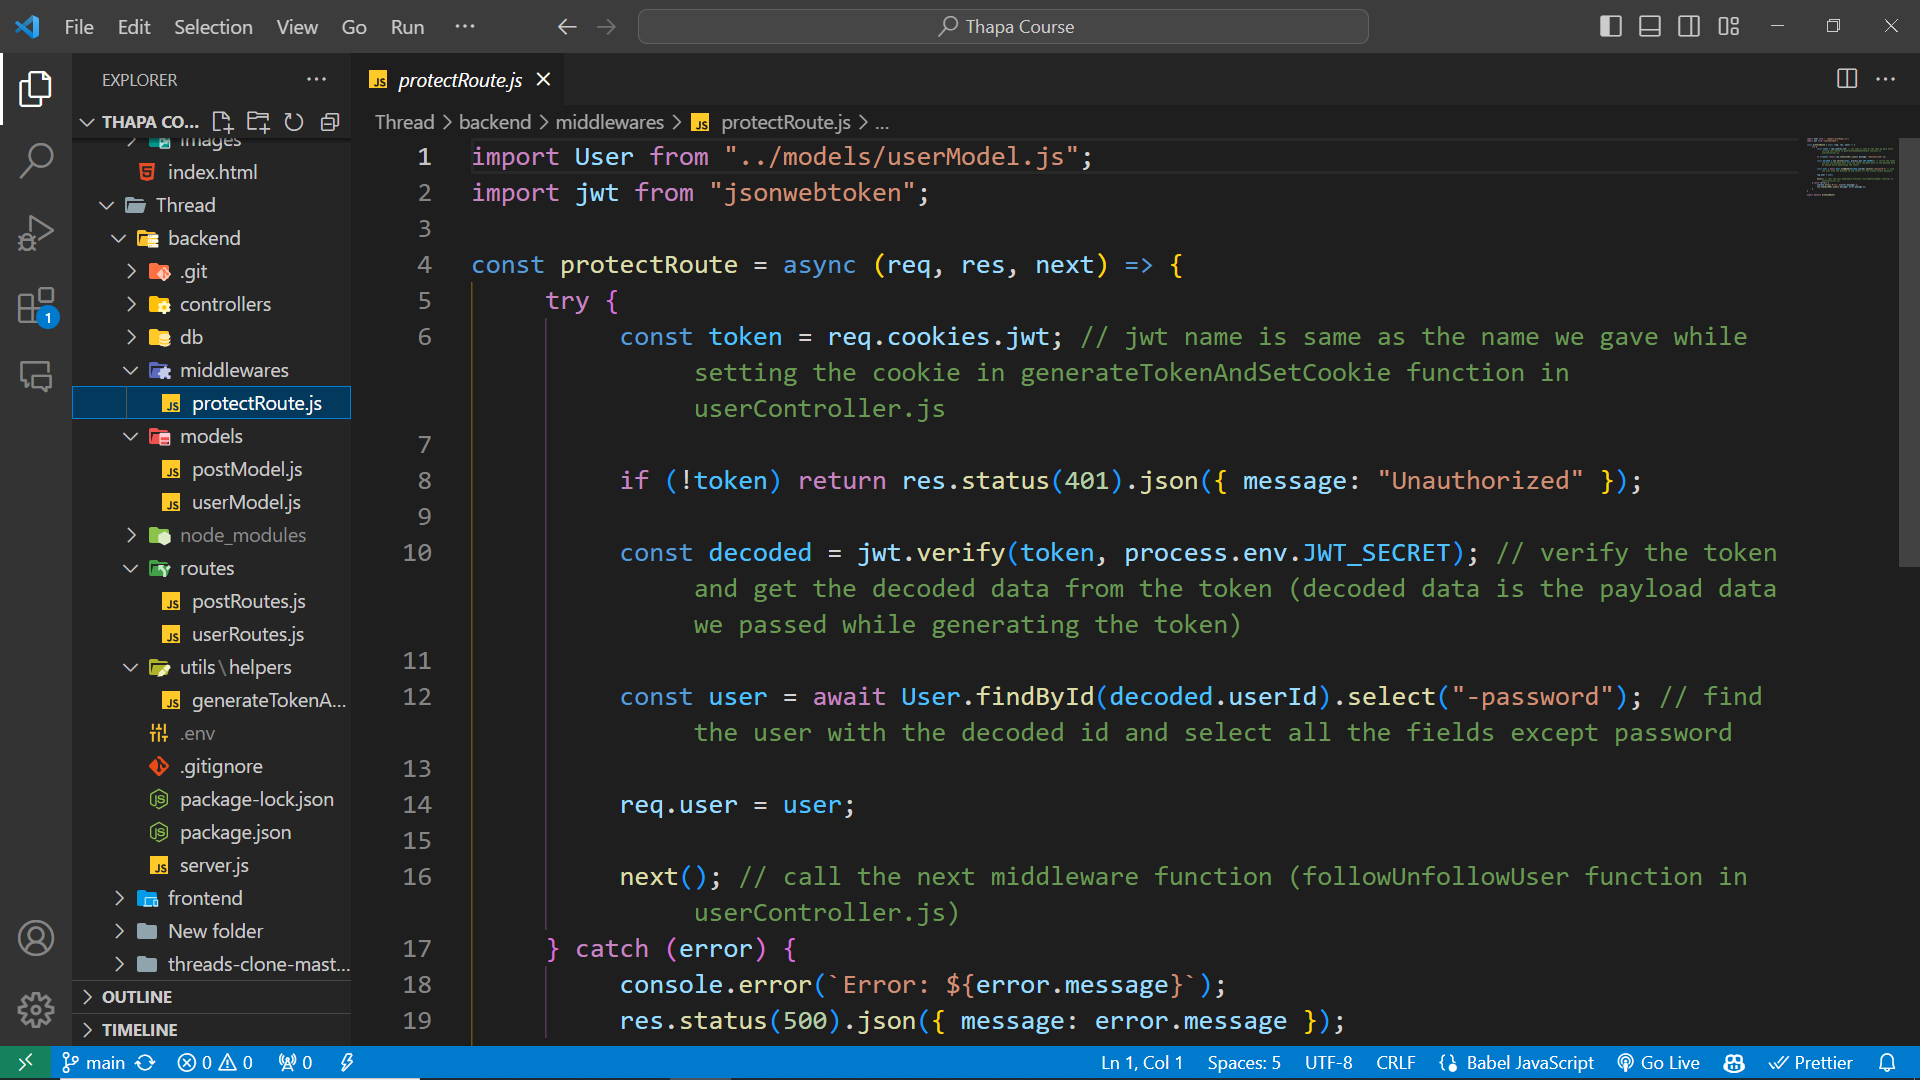 File Edit Selection View Go Run ··· Thapa Course
EXPLORER ···
THAPA CO...
images
index.html
Thread
backend
.git
controllers
db
middlewares
protectRoute.js
models
postModel.js
userModel.js
node_modules
routes
postRoutes.js
userRoutes.js
utils\helpers
generateTokenA...
.env
.gitignore
package-lock.json
package.json
server.js
frontend
New folder
threads-clone-mast...
OUTLINE
TIMELINE
1
JS protectRoute.js
Thread > backend > middlewares > JS protectRoute.js > ...
1 import User from "../models/userModel.js";
2 import jwt from "jsonwebtoken";
3
4 const protectRoute = async (req, res, next) => {
5 try {
6 const token = req.cookies.jwt; // jwt name is same as the name we gave while
setting the cookie in generateTokenAndSetCookie function in
userController.js
7
8 if (!token) return res.status(401).json({ message: "Unauthorized" });
9
10 const decoded = jwt.verify(token, process.env.JWT_SECRET); // verify the token
and get the decoded data from the token (decoded data is the payload data
we passed while generating the token)
11
12 const user = await User.findById(decoded.userId).select("-password"); // find
the user with the decoded id and select all the fields except password
13
14 req.user = user;
15
16 next(); // call the next middleware function (followUnfollowUser function in
userController.js)
17 } catch (error) {
18 console.error(`Error: ${error.message}`);
19 res.status(500).json({ message: error.message });
main 0 0 0 Ln 1, Col 1 Spaces: 5 UTF-8 CRLF {} Babel JavaScript Go Live Prettier